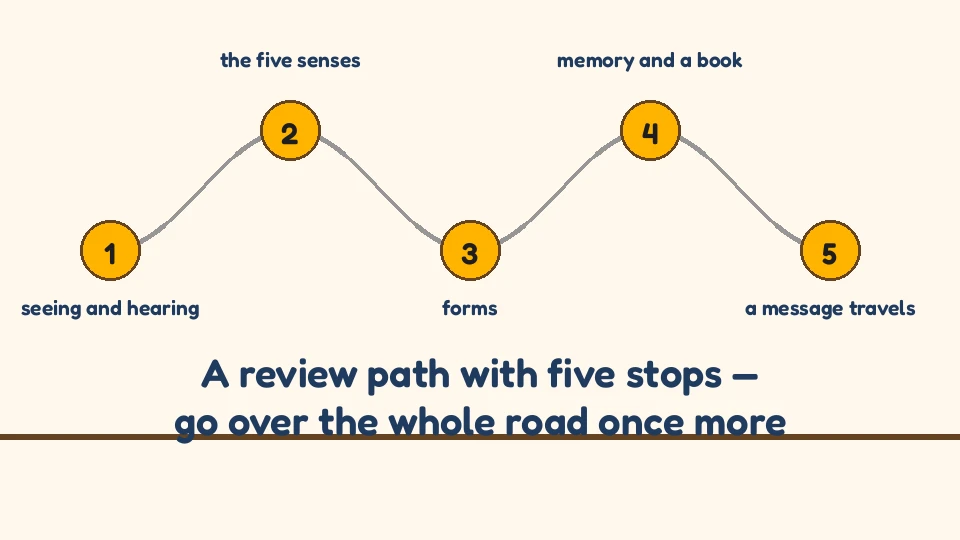 the five senses
memory and a book
2
4
1
3
5
seeing and hearing
forms
a message travels
A review path with five stops —
go over the whole road once more